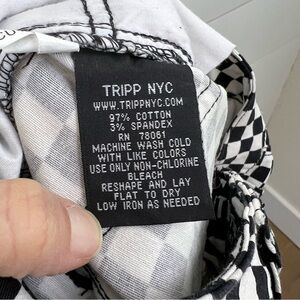 TRIPP NYC
WWW.TRIPPNYC.COM
97% COTTON
3% SPANDEX
RN 78061
MACHINE WASH COLD
WITH LIKE COLORS
USE ONLY NON-CHLORINE
BLEACH
RESHAPE AND LAY
FLAT TO DRY
LOW IRON AS NEEDED